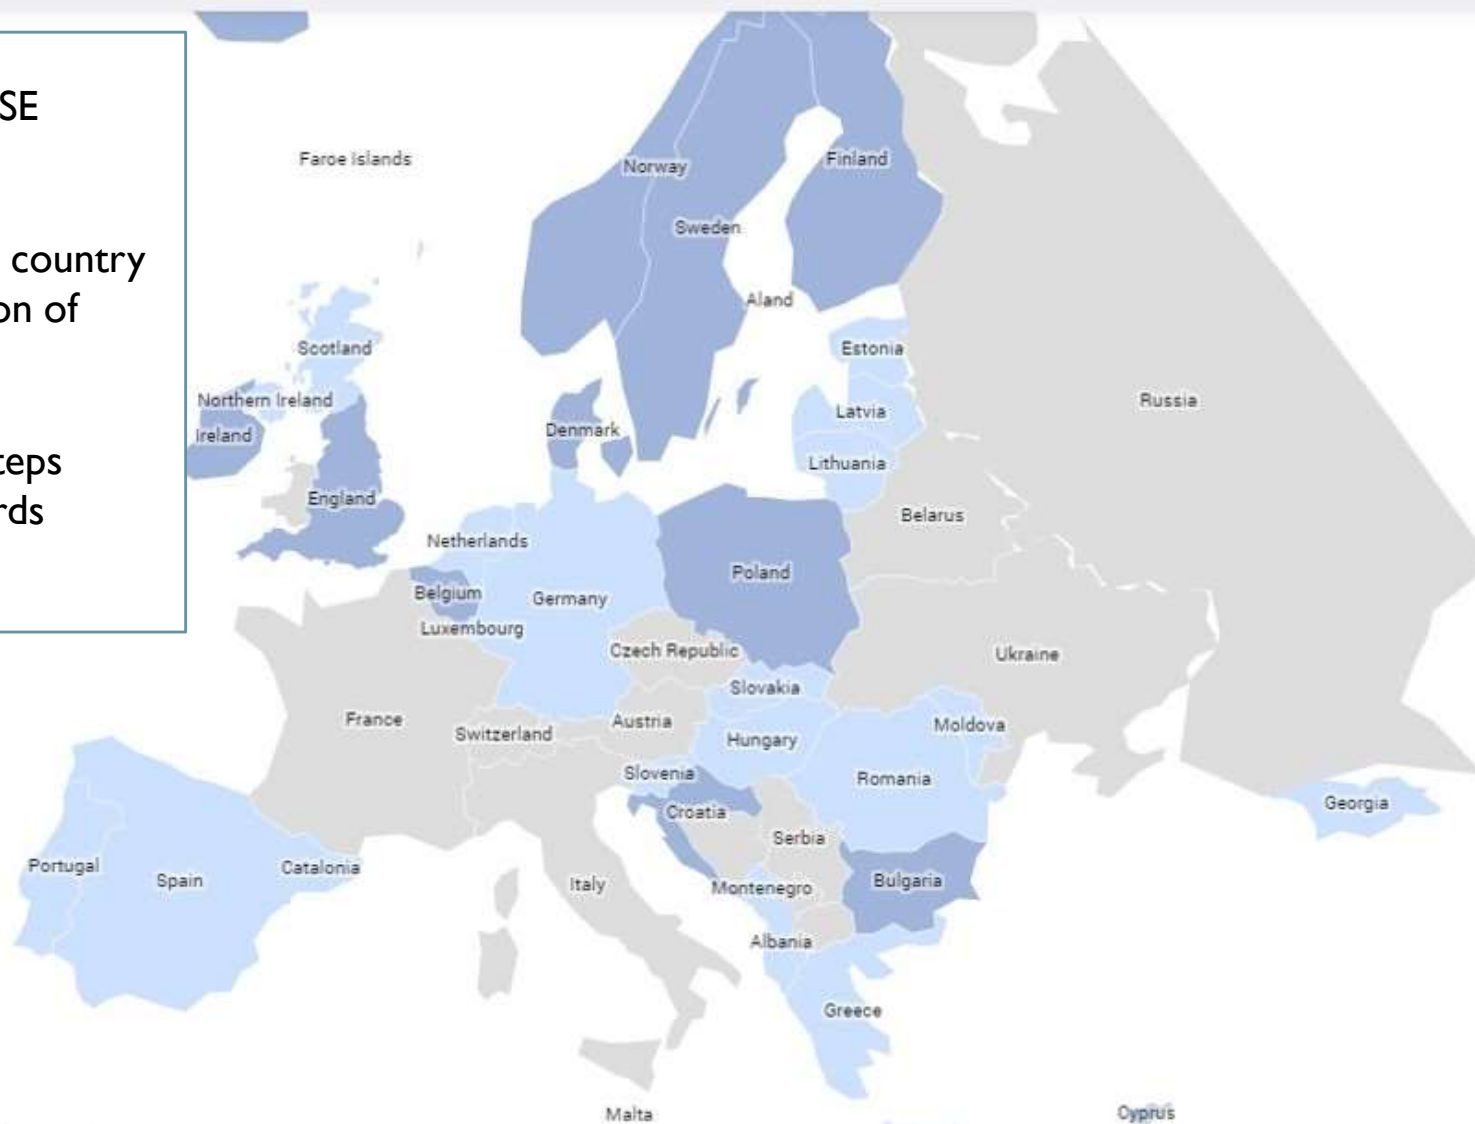 SE
country
on of
teps
rds
Faroe Islands
Norway
Finland
Sweden
Aland
Scotland
Estonia
Northern Ireland
Russia
Latvia
Ireland
Denmark
Lithuania
England
Belarus
Netherlands
Poland
Belgium
Germany
Luxembourg
Czech Republic
Ukraine
Slovakia
France
Austria
Moldova
Switzerland
Hungary
Slovenia
Romania
Georgia
Croatia
Serbia
Portugal
Catalonia
Spain
Bulgaria
Italy
Montenegro
Albania
Greece
Malta
Cyprus